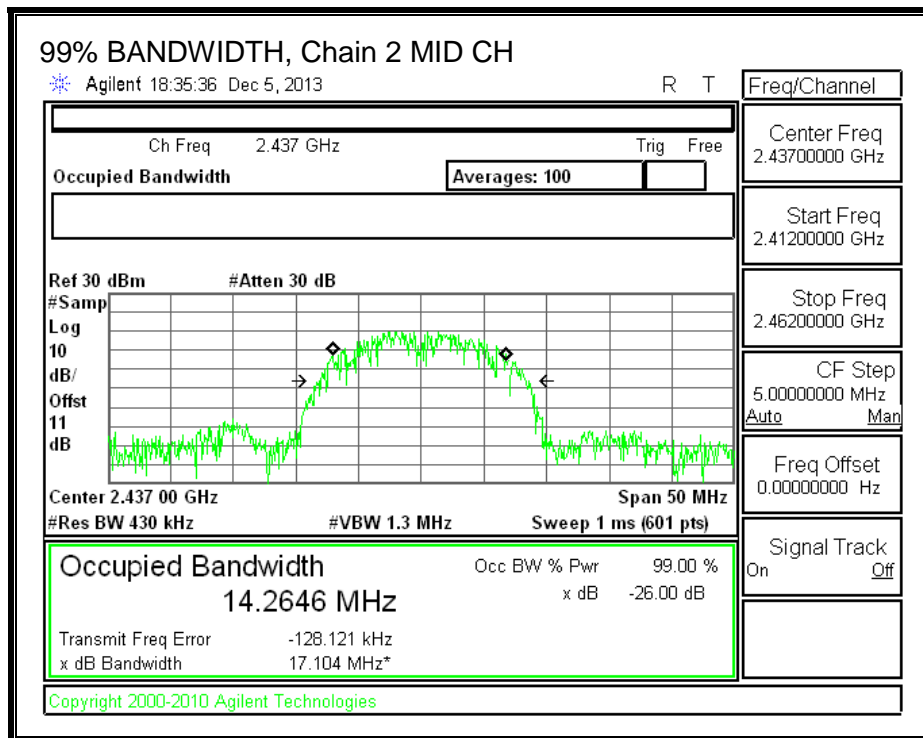 99% BANDWIDTH, Chain 2 MID CH
Agilent 18:35:36 Dec 5, 2013 R T
Freq/Channel
Ch Freq 2.437 GHz Trig Free
Occupied Bandwidth Averages: 100
Center Freq
2.43700000 GHz
Start Freq
2.41200000 GHz
Stop Freq
2.46200000 GHz
CF Step
5.00000000 MHz
Auto Man
Freq Offset
0.00000000 Hz
Signal Track
On Off
Ref 30 dBm #Atten 30 dB
#Samp
Log
10
dB/
Offst
11
dB
Center 2.437 00 GHz Span 50 MHz
#Res BW 430 kHz #VBW 1.3 MHz Sweep 1 ms (601 pts)
Occupied Bandwidth
14.2646 MHz
Occ BW % Pwr 99.00 %
x dB -26.00 dB
Transmit Freq Error -128.121 kHz
x dB Bandwidth 17.104 MHz*
Copyright 2000-2010 Agilent Technologies